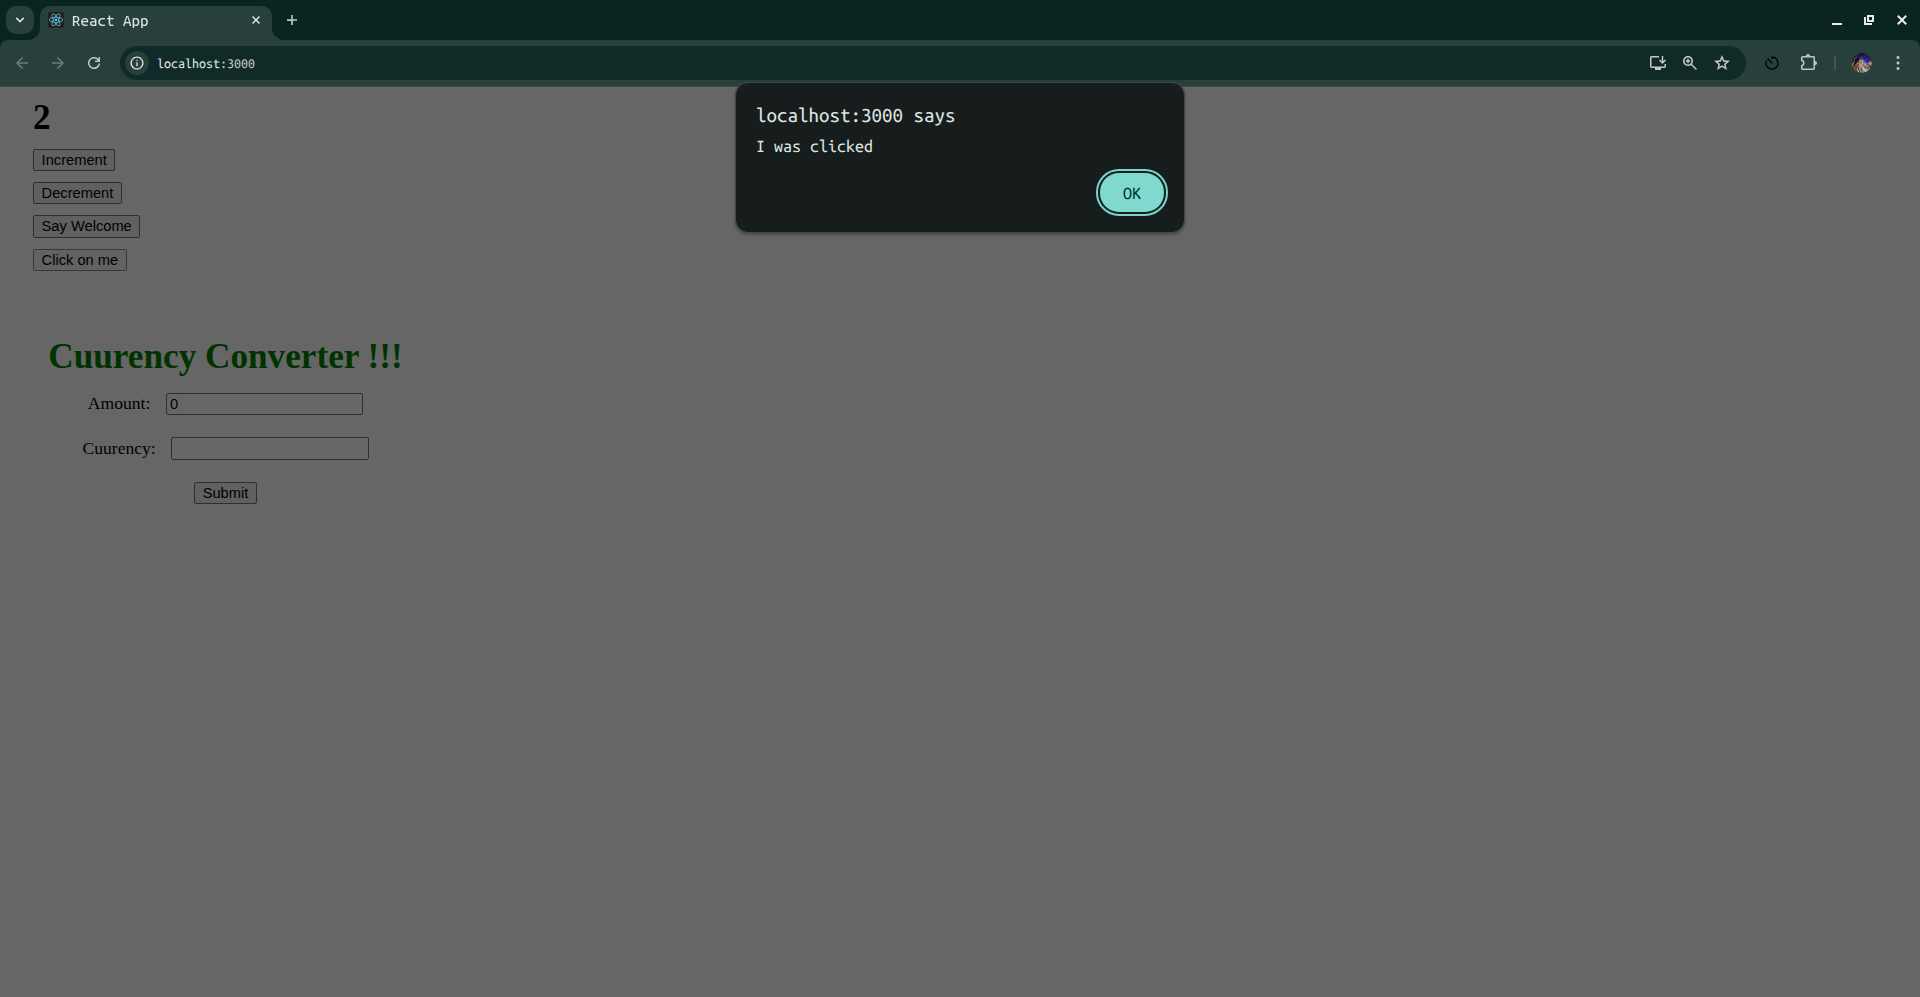 React App
localhost:3000
localhost:3000 says
I was clicked
OK
2
Increment
Decrement
Say Welcome
Click on me
Cuurency Converter !!!
Amount: 0
Cuurency:
Submit